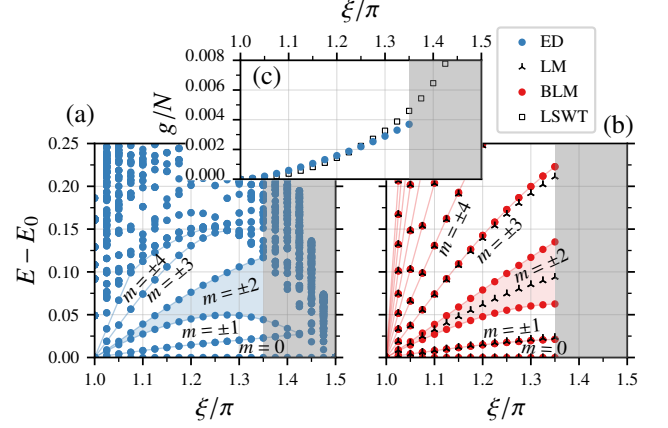 ξ/π
1.0 1.1 1.2 1.3 1.4 1.5
0.008
0.006
0.004
0.002
0.000
g/N
(c)
ED
LM
BLM
LSWT
(a)
0.25
0.20
0.15
0.10
0.05
0.00
E − E₀
m = ±4
m = ±3
m = ±2
m = ±1
m = 0
1.0 1.1 1.2 1.3 1.4 1.5
ξ/π
(b)
m = ±4
m = ±3
m = ±2
m = ±1
m = 0
1.0 1.1 1.2 1.3 1.4 1.5
ξ/π